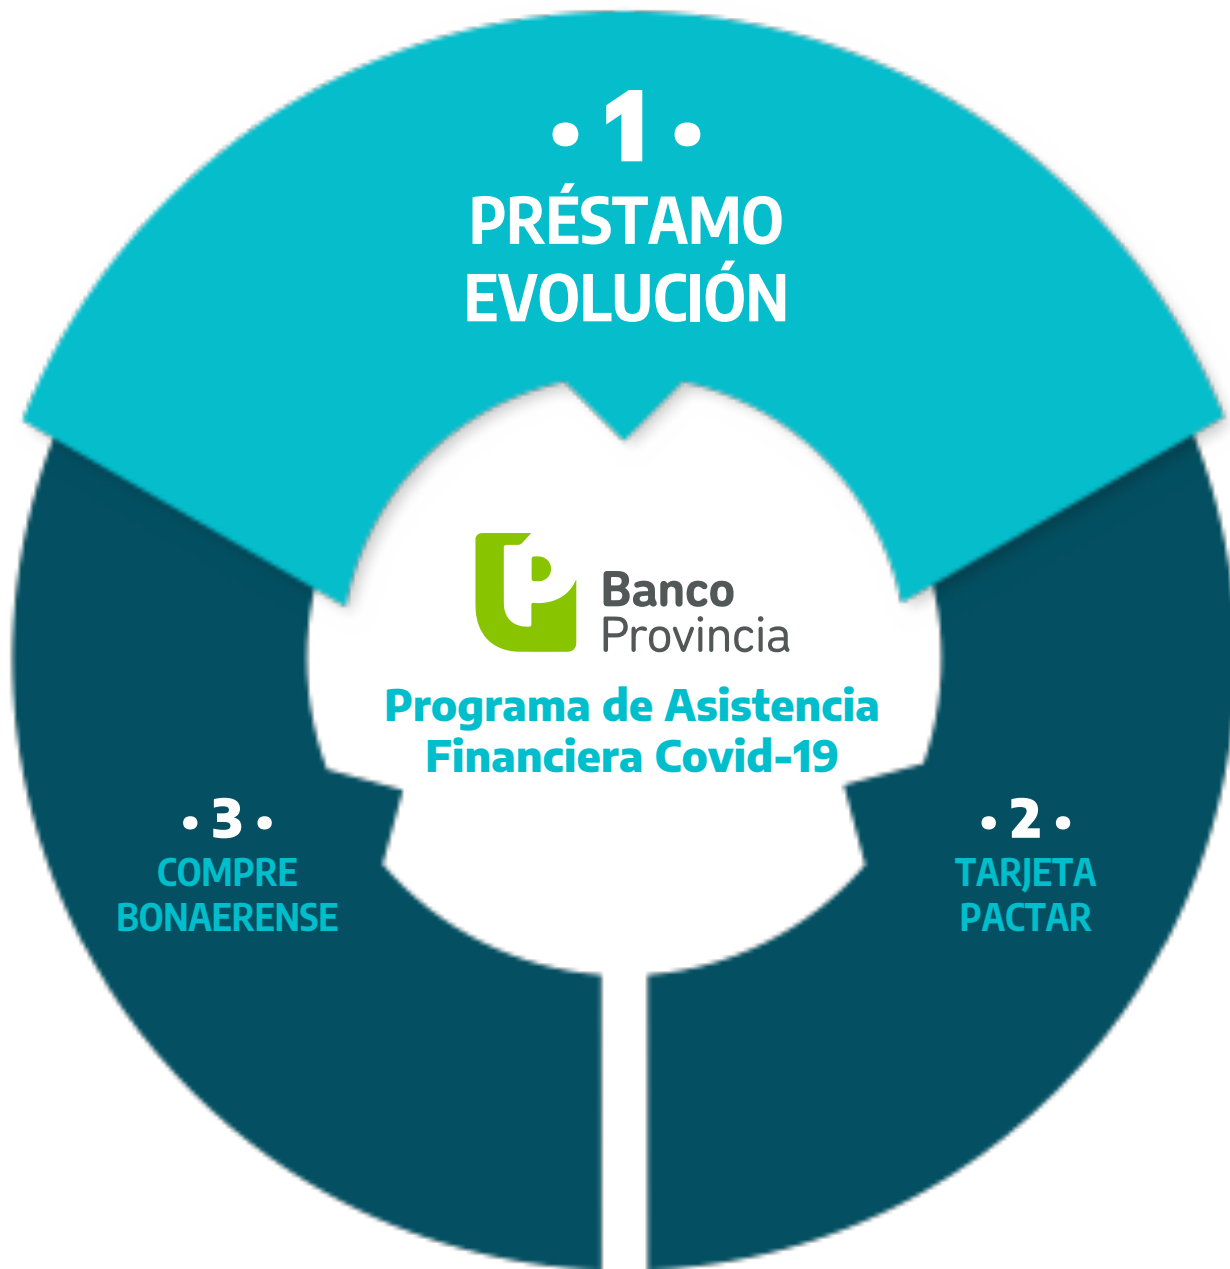 • 1 •
PRÉSTAMO
EVOLUCIÓN
Banco
Provincia
Programa de Asistencia
Financiera Covid-19
• 3 •
COMPRE
BONAERENSE
• 2 •
TARJETA
PACTAR